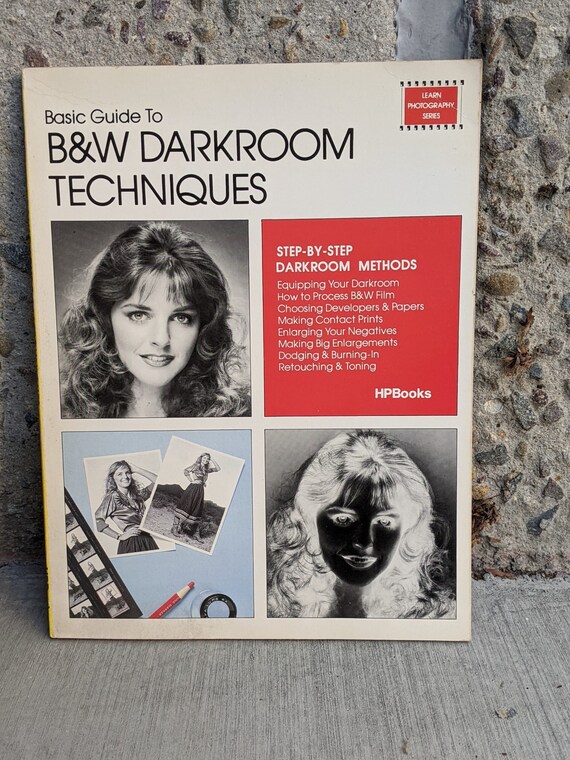 LEARN
PHOTOGRAPHY
SERIES
Basic Guide To
B&W DARKROOM
TECHNIQUES
STEP-BY-STEP
DARKROOM METHODS
Equipping Your Darkroom
How to Process B&W Film
Choosing Developers & Papers
Making Contact Prints
Enlarging Your Negatives
Making Big Enlargements
Dodging & Burning-In
Retouching & Toning
HPBooks